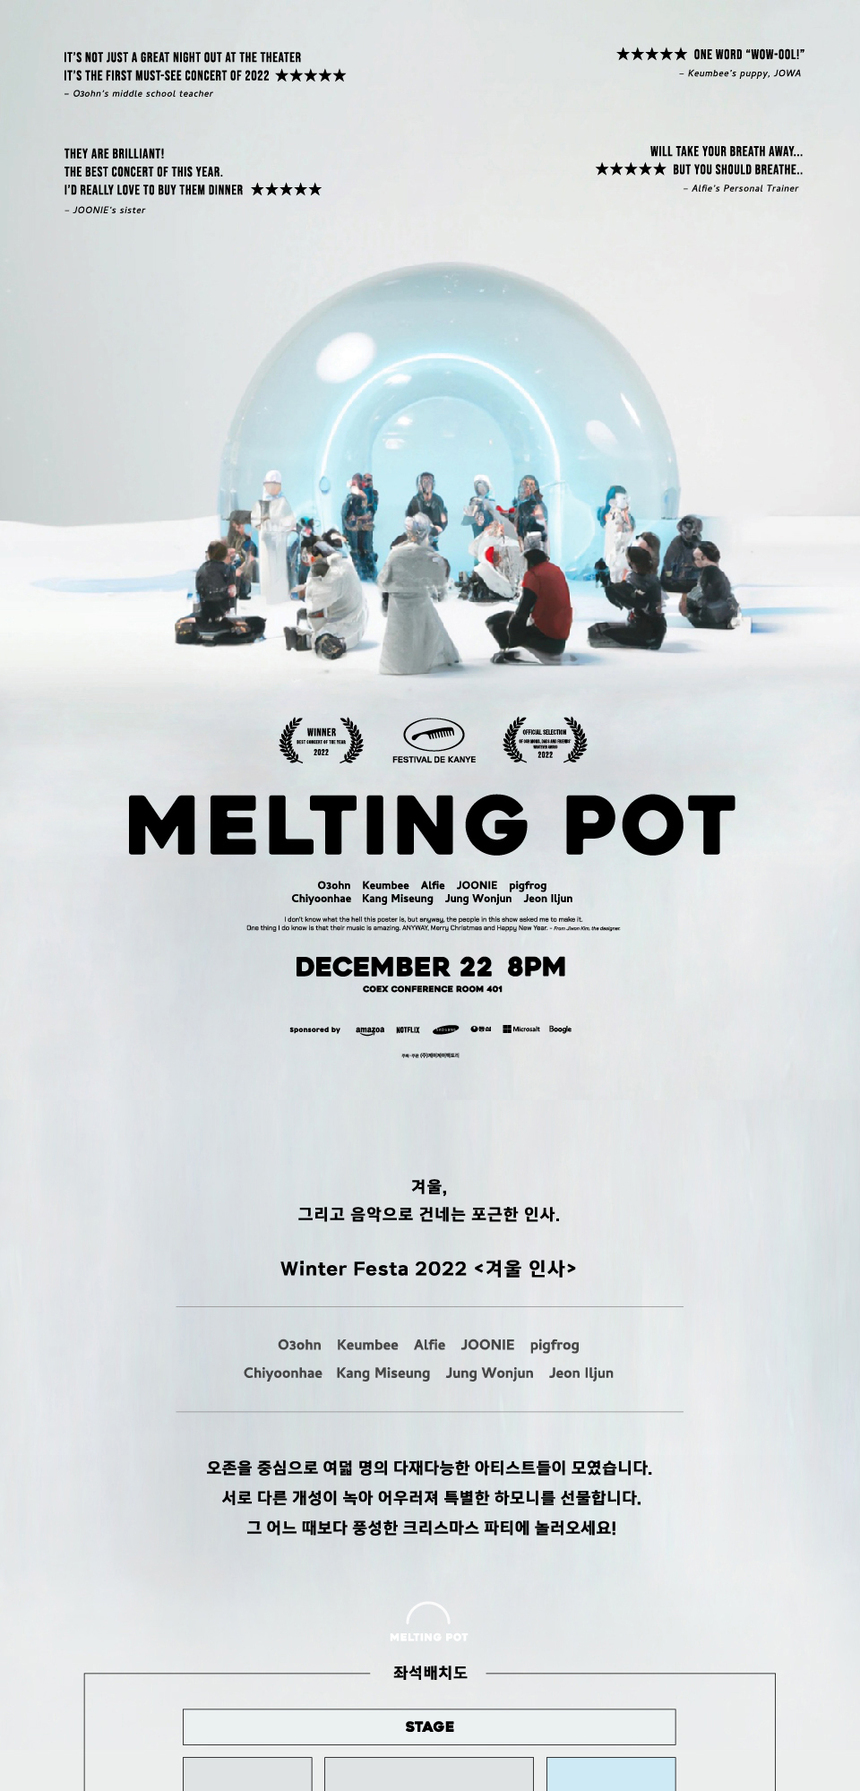 IT'S NOT JUST A GREAT NIGHT OUT AT THE THEATER
IT'S THE FIRST MUST-SEE CONCERT OF 2022 ★★★★★
– O3ohn's middle school teacher
★★★★★ ONE WORD “WOW-OOL!”
– Keumbee's puppy, JOWA
THEY ARE BRILLIANT!
THE BEST CONCERT OF THIS YEAR.
I'D REALLY LOVE TO BUY THEM DINNER ★★★★★
– JOONIE's sister
WILL TAKE YOUR BREATH AWAY...
★★★★★ BUT YOU SHOULD BREATHE..
– Alfie's Personal Trainer
WINNER
BEST CONCERT OF THE YEAR
2022
FESTIVAL DE KANYE
OFFICIAL SELECTION
2022
MELTING POT
O3ohn Keumbee Alfie JOONIE pigfrog
Chiyoonhae Kang Miseung Jung Wonjun Jeon Iljun
I don't know what the hell this poster is, but anyway, the people in this show asked me to make it.
One thing I do know is that their music is amazing. ANYWAY, Merry Christmas and Happy New Year. – From Jiwon Kim, the designer.
DECEMBER 22 8PM
COEX CONFERENCE ROOM 401
Sponsored by amazoa NOTFLIX Microsalt Boogle
겨울,
그리고 음악으로 건네는 포근한 인사.
Winter Festa 2022 <겨울 인사>
O3ohn Keumbee Alfie JOONIE pigfrog
Chiyoonhae Kang Miseung Jung Wonjun Jeon Iljun
오존을 중심으로 여덟 명의 다재다능한 아티스트들이 모였습니다.
서로 다른 개성이 녹아 어우러져 특별한 하모니를 선물합니다.
그 어느 때보다 풍성한 크리스마스 파티에 놀러오세요!
MELTING POT
좌석배치도
STAGE